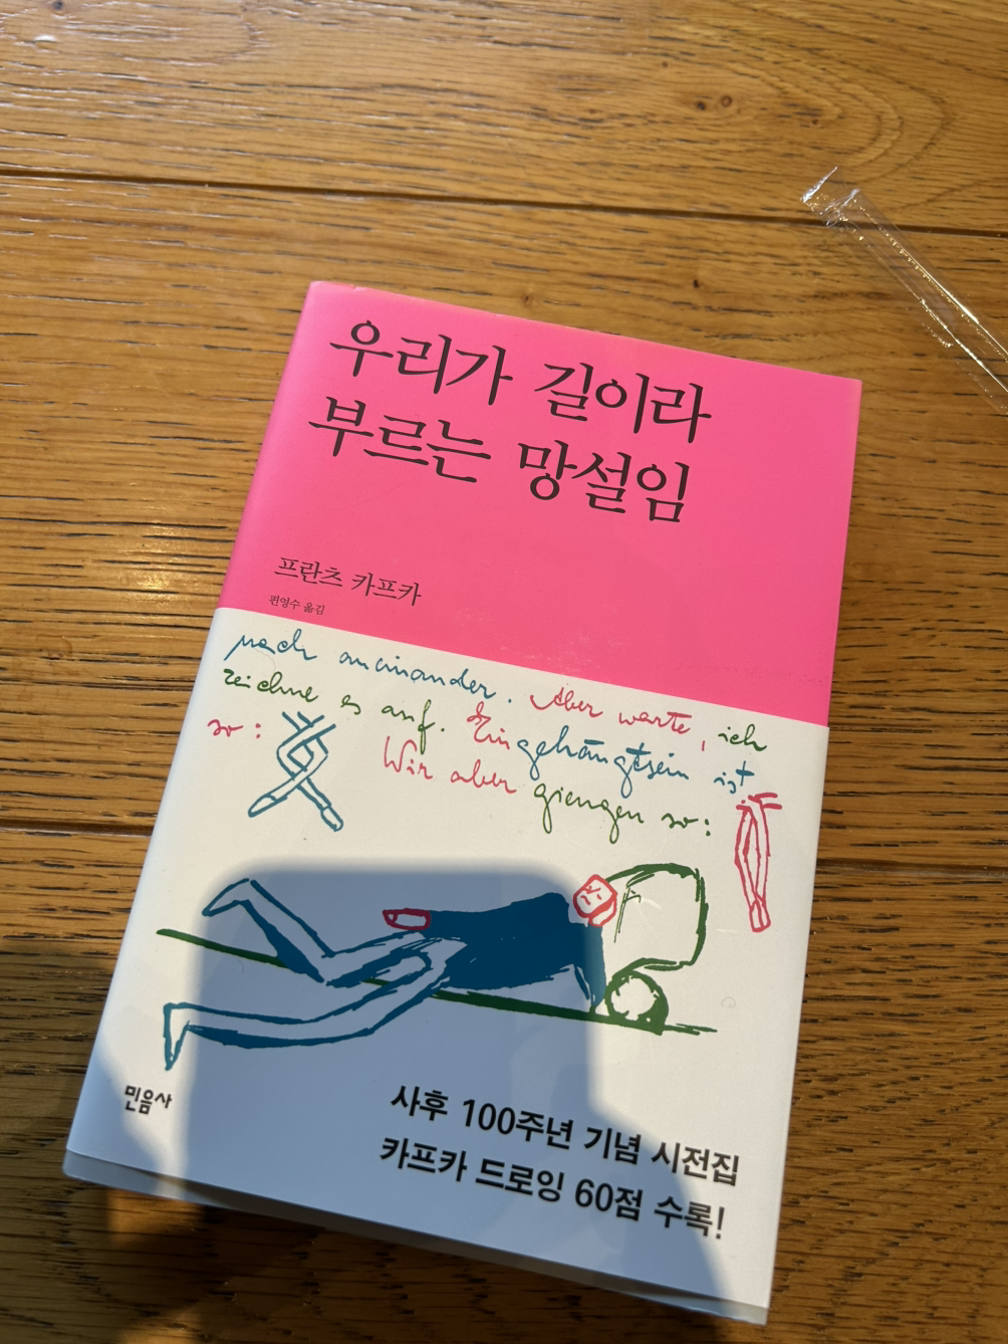 우리가 길이라
부르는 망설임
프란츠 카프카
편영수 옮김
nach aneinander. Aber warte, ich
zeichne es auf. Eingehängtsein ist
so:
Wir aber giengen so:
민음사
사후 100주년 기념 시전집
카프카 드로잉 60점 수록!